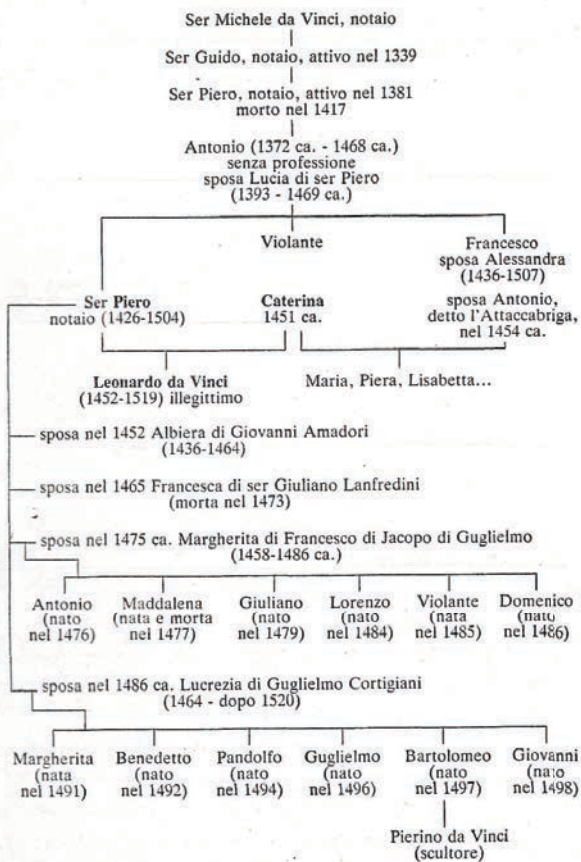 Ser Michele da Vinci, notaio
Ser Guido, notaio, attivo nel 1339
Ser Piero, notaio, attivo nel 1381
morto nel 1417
Antonio (1372 ca. - 1468 ca.)
senza professione
sposa Lucia di ser Piero
(1393 - 1469 ca.)
Violante
Francesco
sposa Alessandra
(1436-1507)
Ser Piero
notaio (1426-1504)
Caterina
1451 ca.
sposa Antonio,
detto l'Attaccabriga,
nel 1454 ca.
Leonardo da Vinci
(1452-1519) illegittimo
Maria, Piera, Lisabetta...
sposa nel 1452 Albiera di Giovanni Amadori
(1436-1464)
sposa nel 1465 Francesca di ser Giuliano Lanfredini
(morta nel 1473)
sposa nel 1475 ca. Margherita di Francesco di Jacopo di Guglielmo
(1458-1486 ca.)
Antonio Maddalena Giuliano Lorenzo Violante Domenico
(nato (nata e morta (nato (nato (nata (nato
nel 1476) nel 1477) nel 1479) nel 1484) nel 1485) nel 1486)
sposa nel 1486 ca. Lucrezia di Guglielmo Cortigiani
(1464 - dopo 1520)
Margherita Benedetto Pandolfo Guglielmo Bartolomeo Giovanni
(nata (nato (nato (nato (nato (nato
nel 1491) nel 1492) nel 1494) nel 1496) nel 1497) nel 1498)
Pierino da Vinci
(scultore)